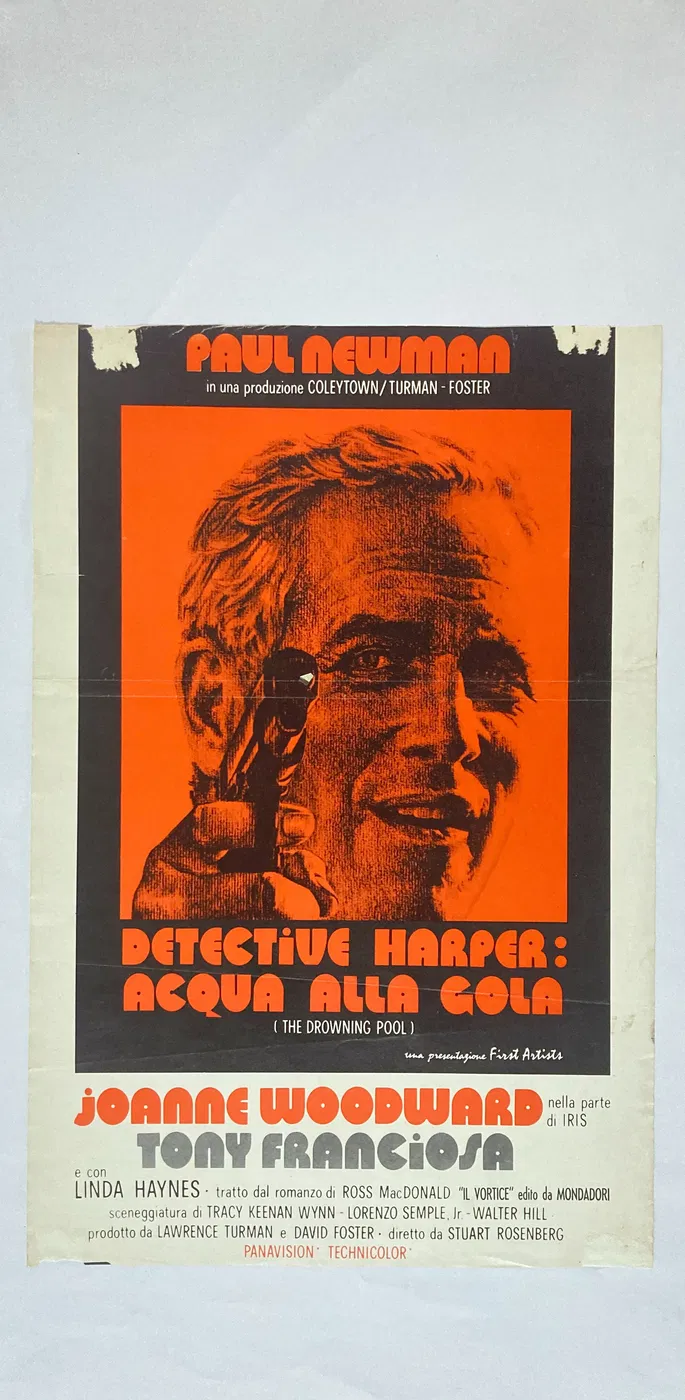 PAUL NEWMAN
in una produzione COLEYTOWN/TURMAN - FOSTER
DETECTiVE HARPER:
ACQUA ALLA GOLA
( THE DROWNING POOL )
una presentazione First Artists
jOANNE WOODWARD nella parte di IRIS
TONY FRANCiOSA
e con
LINDA HAYNES · tratto dal romanzo di ROSS MacDONALD "IL VORTICE" edito da MONDADORI
sceneggiatura di TRACY KEENAN WYNN - LORENZO SEMPLE, Jr. - WALTER HILL
prodotto da LAWRENCE TURMAN e DAVID FOSTER · diretto da STUART ROSENBERG
PANAVISION® TECHNICOLOR®